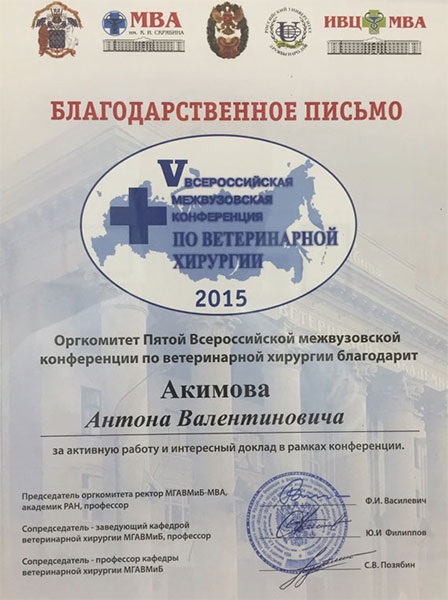 МВА
им. К. И. СКРЯБИНА
РОССИЙСКИЙ УНИВЕРСИТЕТ ДРУЖБЫ НАРОДОВ
ИВЦ МВА
БЛАГОДАРСТВЕННОЕ ПИСЬМО
V ВСЕРОССИЙСКАЯ
МЕЖВУЗОВСКАЯ
КОНФЕРЕНЦИЯ
ПО ВЕТЕРИНАРНОЙ
ХИРУРГИИ
2015
Оргкомитет Пятой Всероссийской межвузовской
конференции по ветеринарной хирургии благодарит
Акимова
Антона Валентиновича
за активную работу и интересный доклад в рамках конференции.
Председатель оргкомитета ректор МГАВМиБ-МВА,
академик РАН, профессор
Ф.И. Василевич
Сопредседатель - заведующий кафедрой
ветеринарной хирургии МГАВМиБ, профессор
Ю.И Филиппов
Сопредседатель - профессор кафедры
ветеринарной хирургии МГАВМиБ
С.В. Позябин